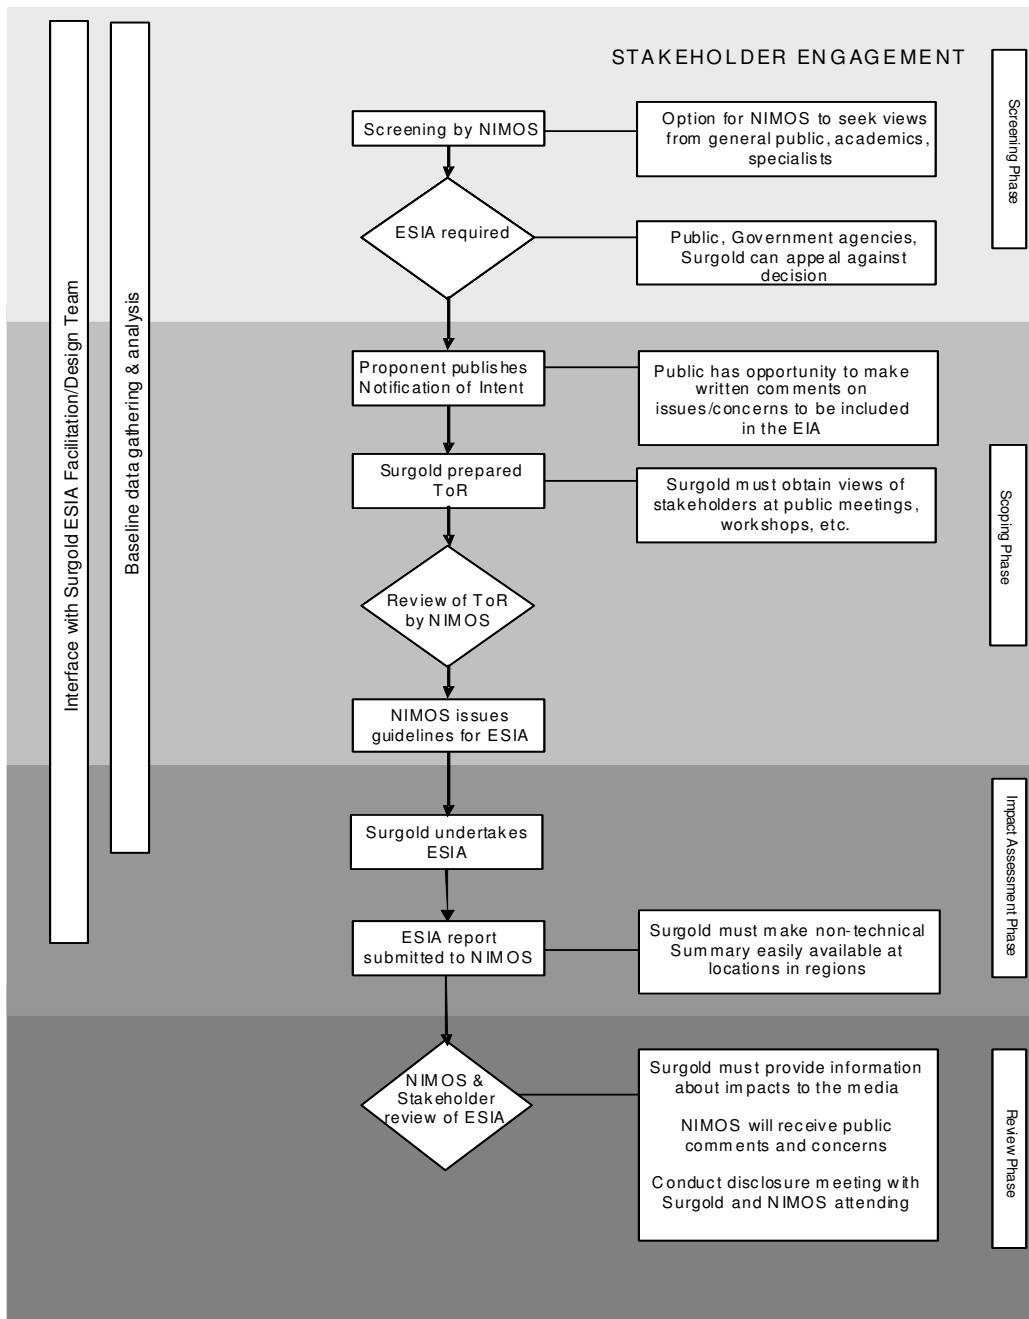 STAKEHOLDER ENGAGEMENT
Interface with Surgold ESIA Facilitation/Design Team
Baseline data gathering & analysis
Screening Phase
Screening by NIMOS
Option for NIMOS to seek views
from general public, academics,
specialists
ESIA required
Public, Government agencies,
Surgold can appeal against
decision
Scoping Phase
Proponent publishes
Notification of Intent
Public has opportunity to make
written comments on
issues/concerns to be included
in the EIA
Surgold prepared
ToR
Surgold must obtain views of
stakeholders at public meetings,
workshops, etc.
Review of ToR
by NIMOS
NIMOS issues
guidelines for ESIA
Impact Assessment Phase
Surgold undertakes
ESIA
ESIA report
submitted to NIMOS
Surgold must make non-technical
Summary easily available at
locations in regions
Review Phase
NIMOS &
Stakeholder
review of ESIA
Surgold must provide information
about impacts to the media
NIMOS will receive public
comments and concerns
Conduct disclosure meeting with
Surgold and NIMOS attending